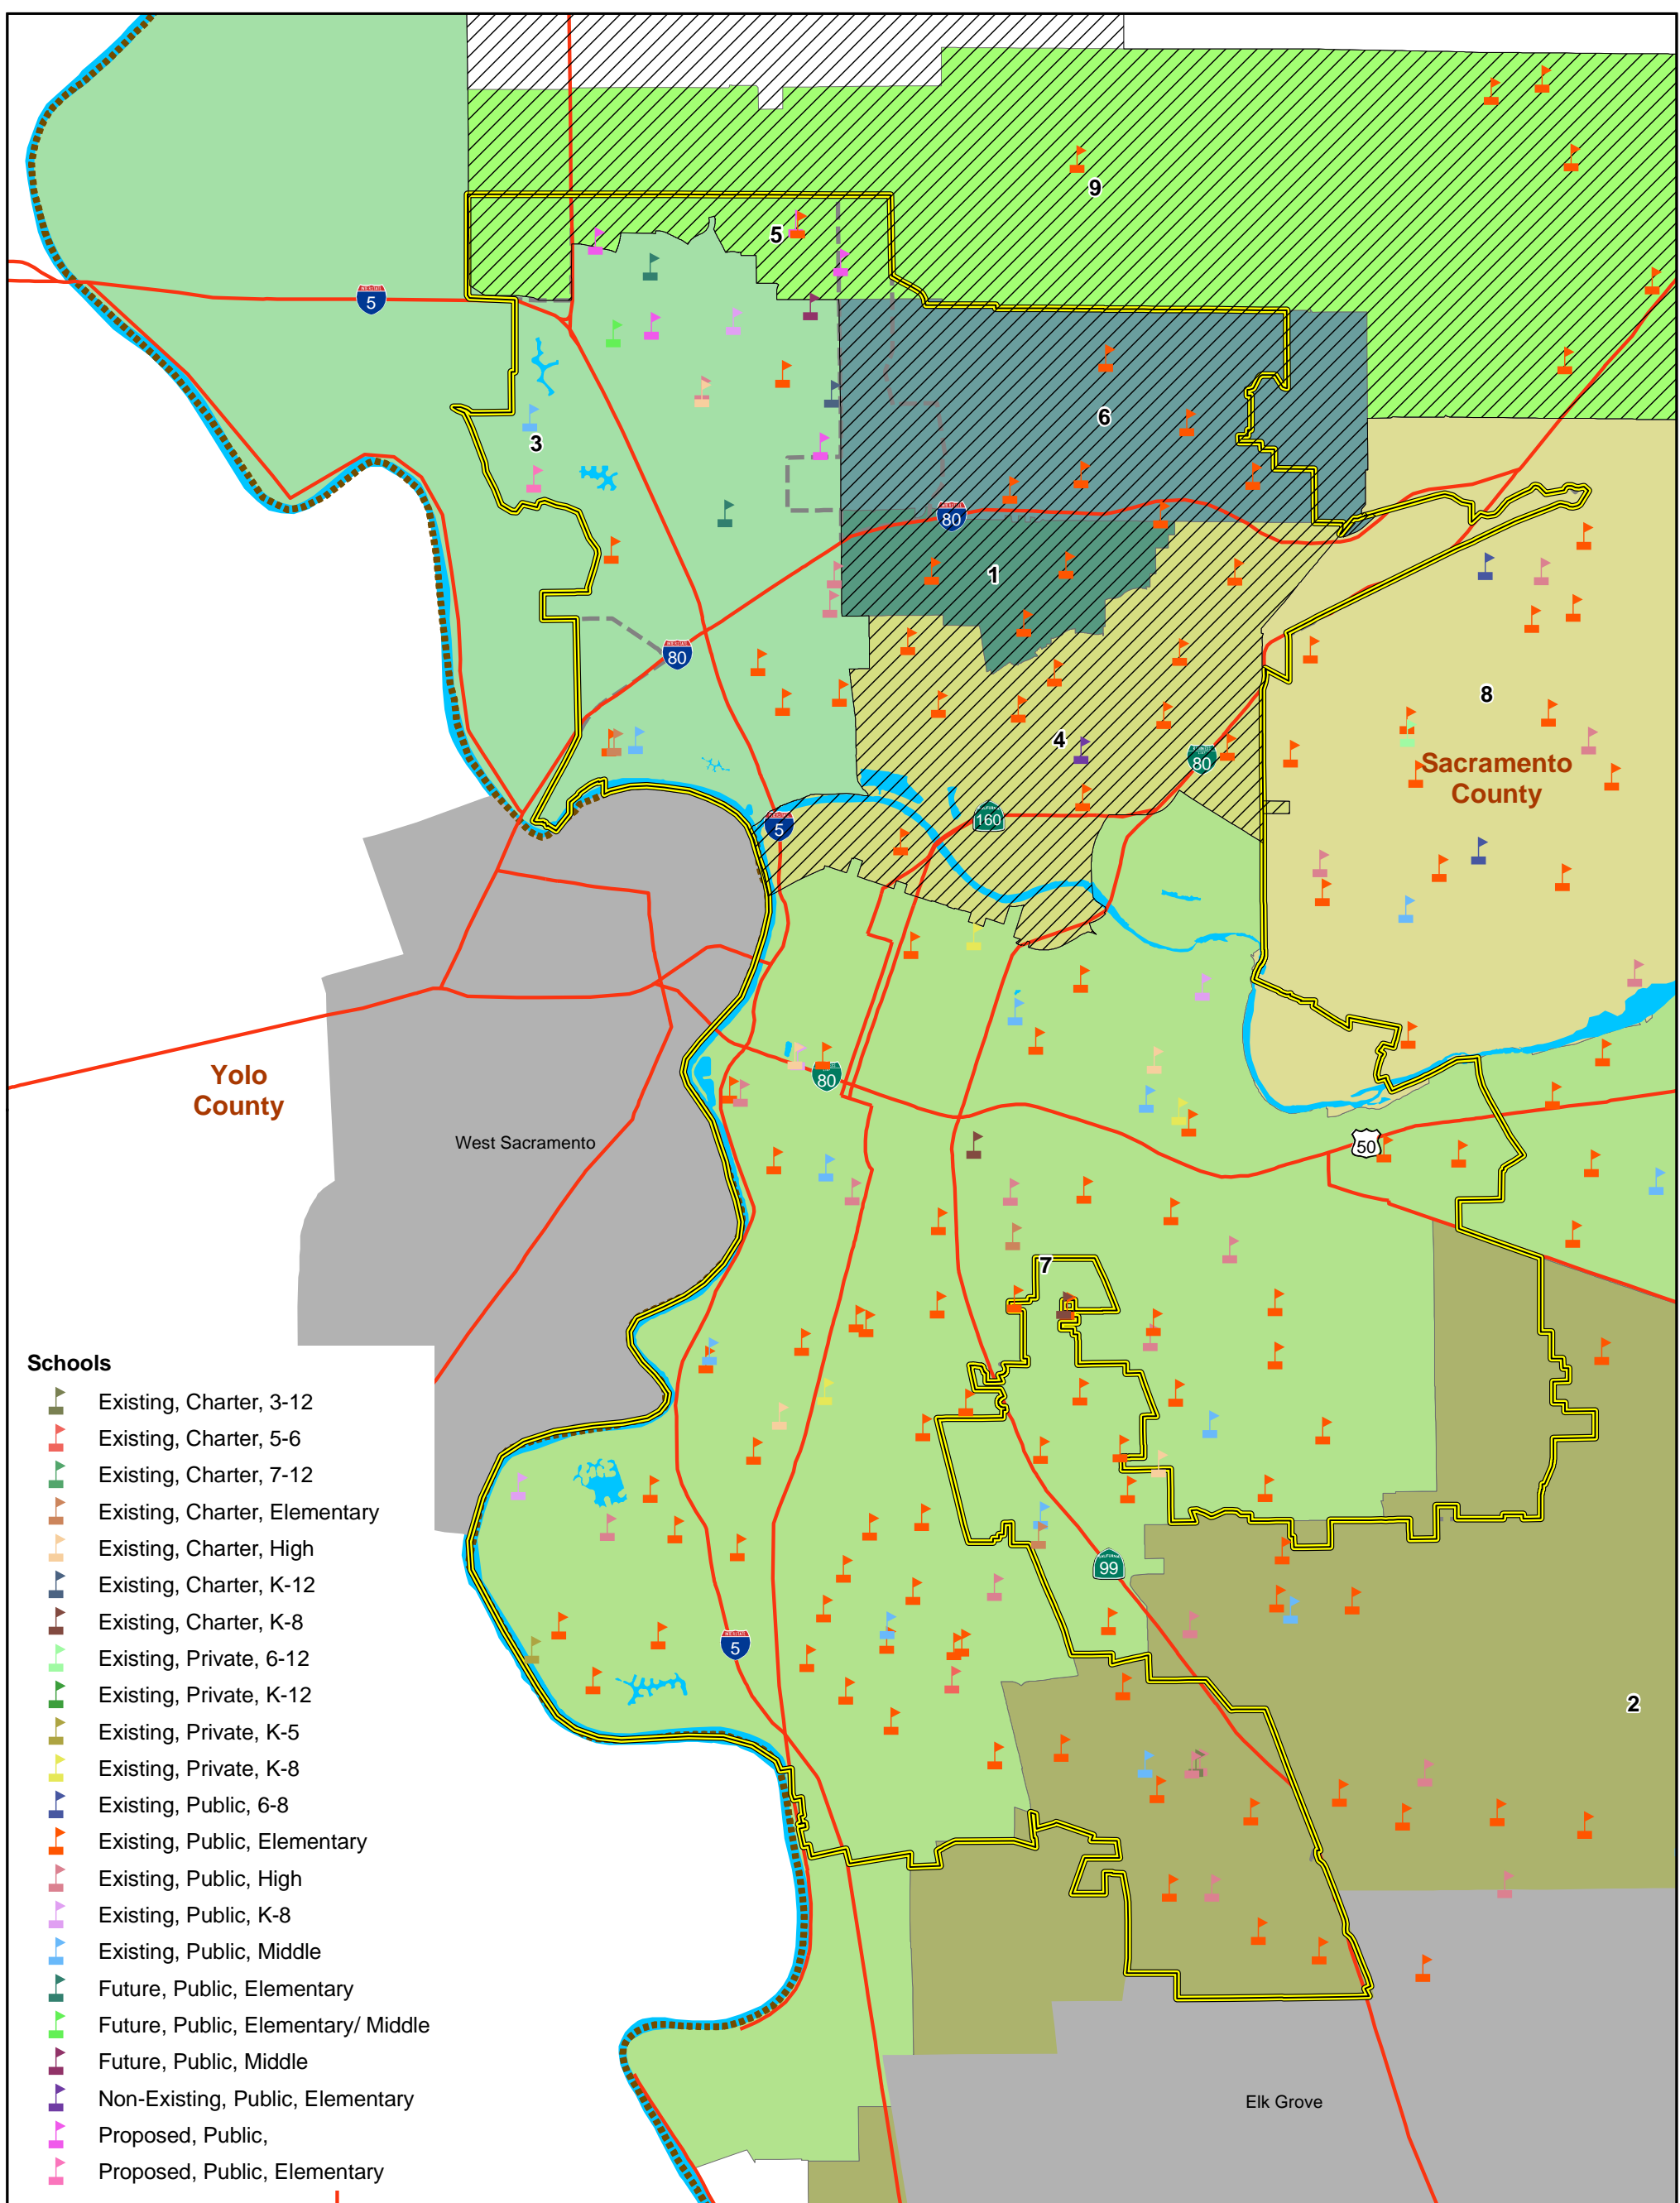 9
5
5
6
3
80
1
80
8
4
80
Sacramento
County
160
5
Yolo
County
80
West Sacramento
50
7
Schools
Existing, Charter, 3-12
Existing, Charter, 5-6
Existing, Charter, 7-12
Existing, Charter, Elementary
Existing, Charter, High
99
Existing, Charter, K-12
Existing, Charter, K-8
5
Existing, Private, 6-12
Existing, Private, K-12
2
Existing, Private, K-5
Existing, Private, K-8
Existing, Public, 6-8
Existing, Public, Elementary
Existing, Public, High
Existing, Public, K-8
Existing, Public, Middle
Future, Public, Elementary
Future, Public, Elementary/ Middle
Future, Public, Middle
Non-Existing, Public, Elementary
Elk Grove
Proposed, Public,
Proposed, Public, Elementary